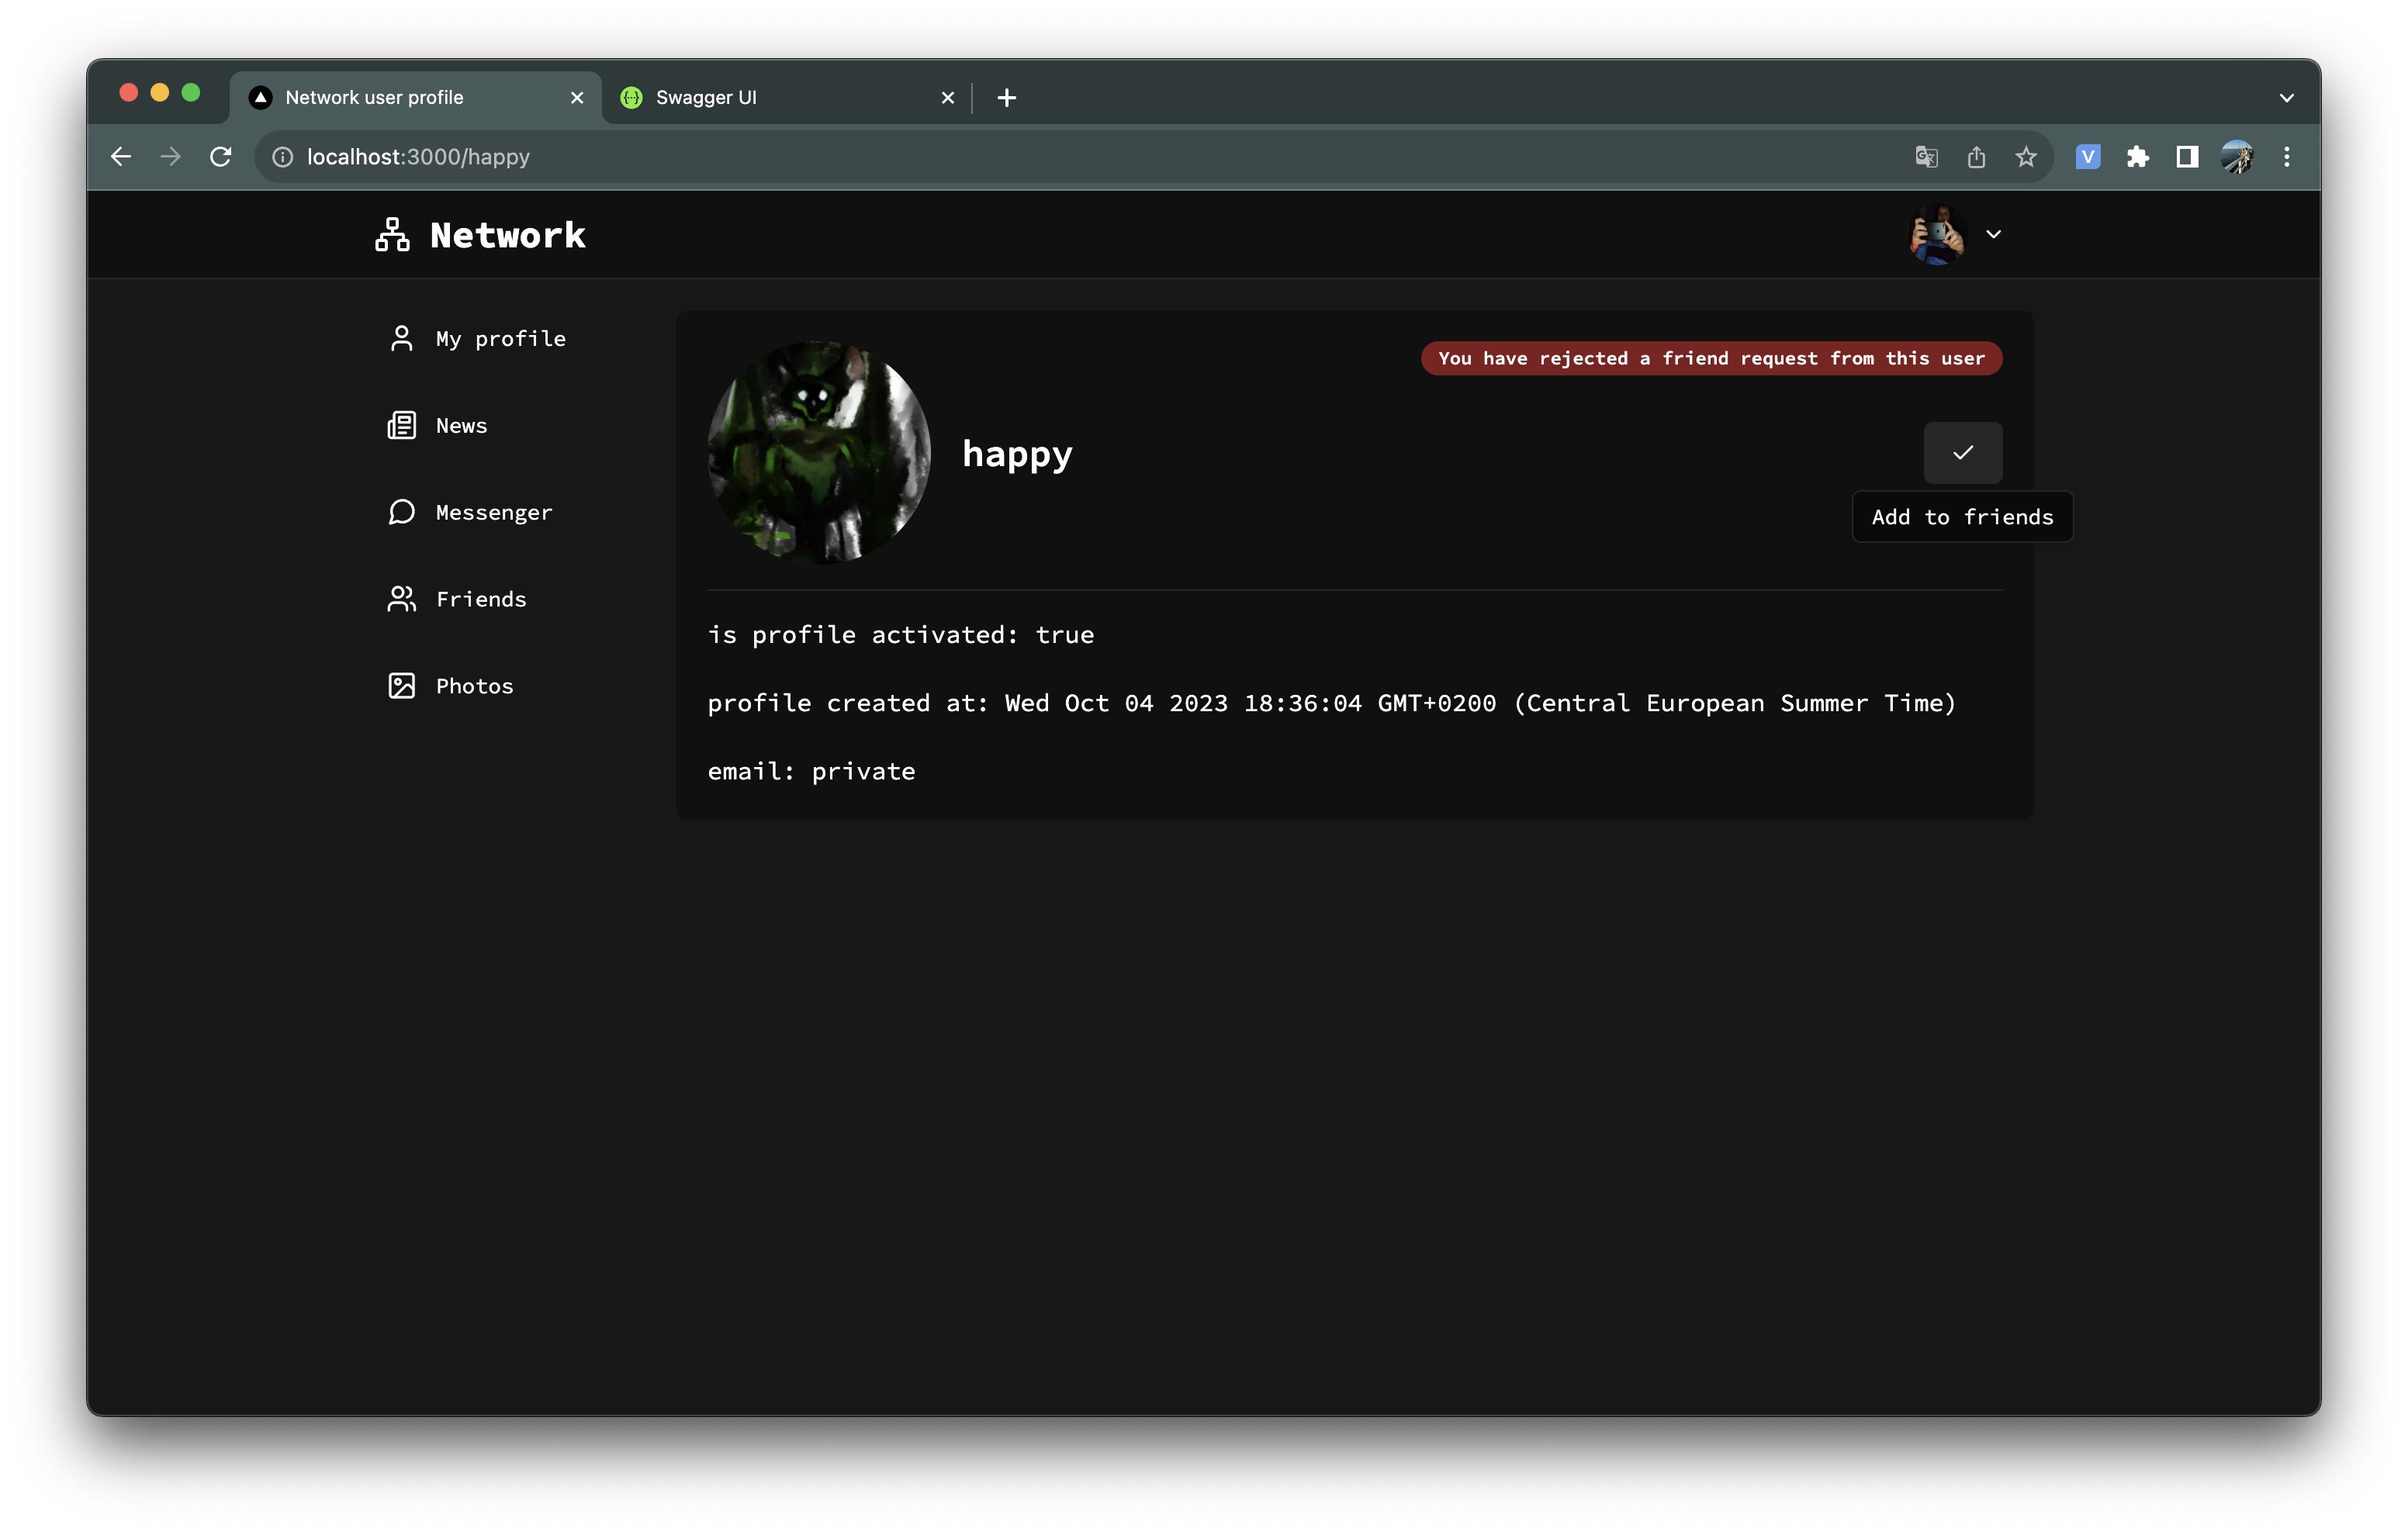 Network user profile
Swagger UI
localhost:3000/happy
V
Network
My profile
News
Messenger
Friends
Photos
You have rejected a friend request from this user
happy
Add to friends
is profile activated: true
profile created at: Wed Oct 04 2023 18:36:04 GMT+0200 (Central European Summer Time)
email: private